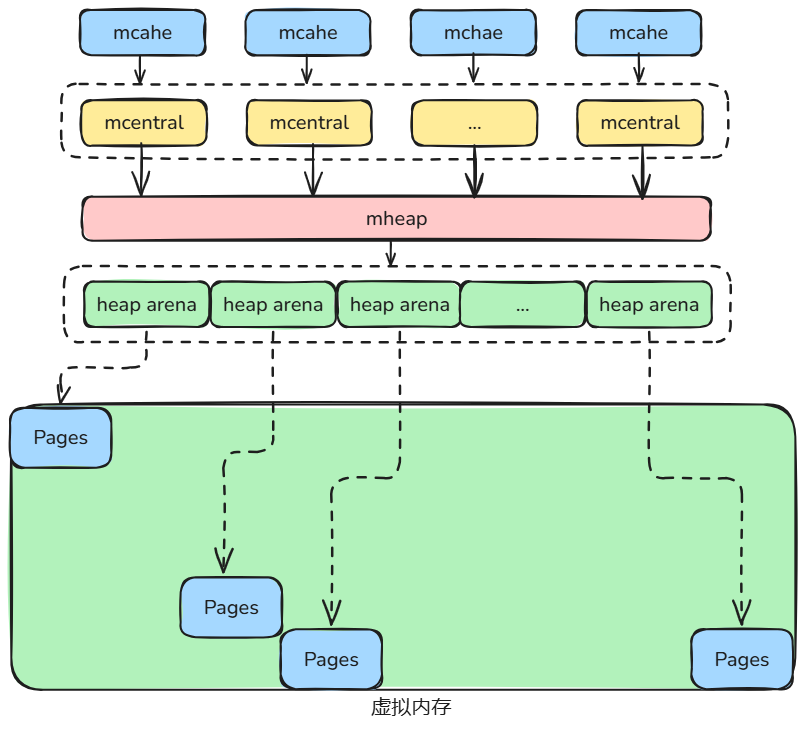 mcahe
mcahe
mchae
mcahe
mcentral
mcentral
...
mcentral
mheap
heap arena
heap arena
heap arena
...
heap arena
Pages
Pages
Pages
Pages
虚拟内存